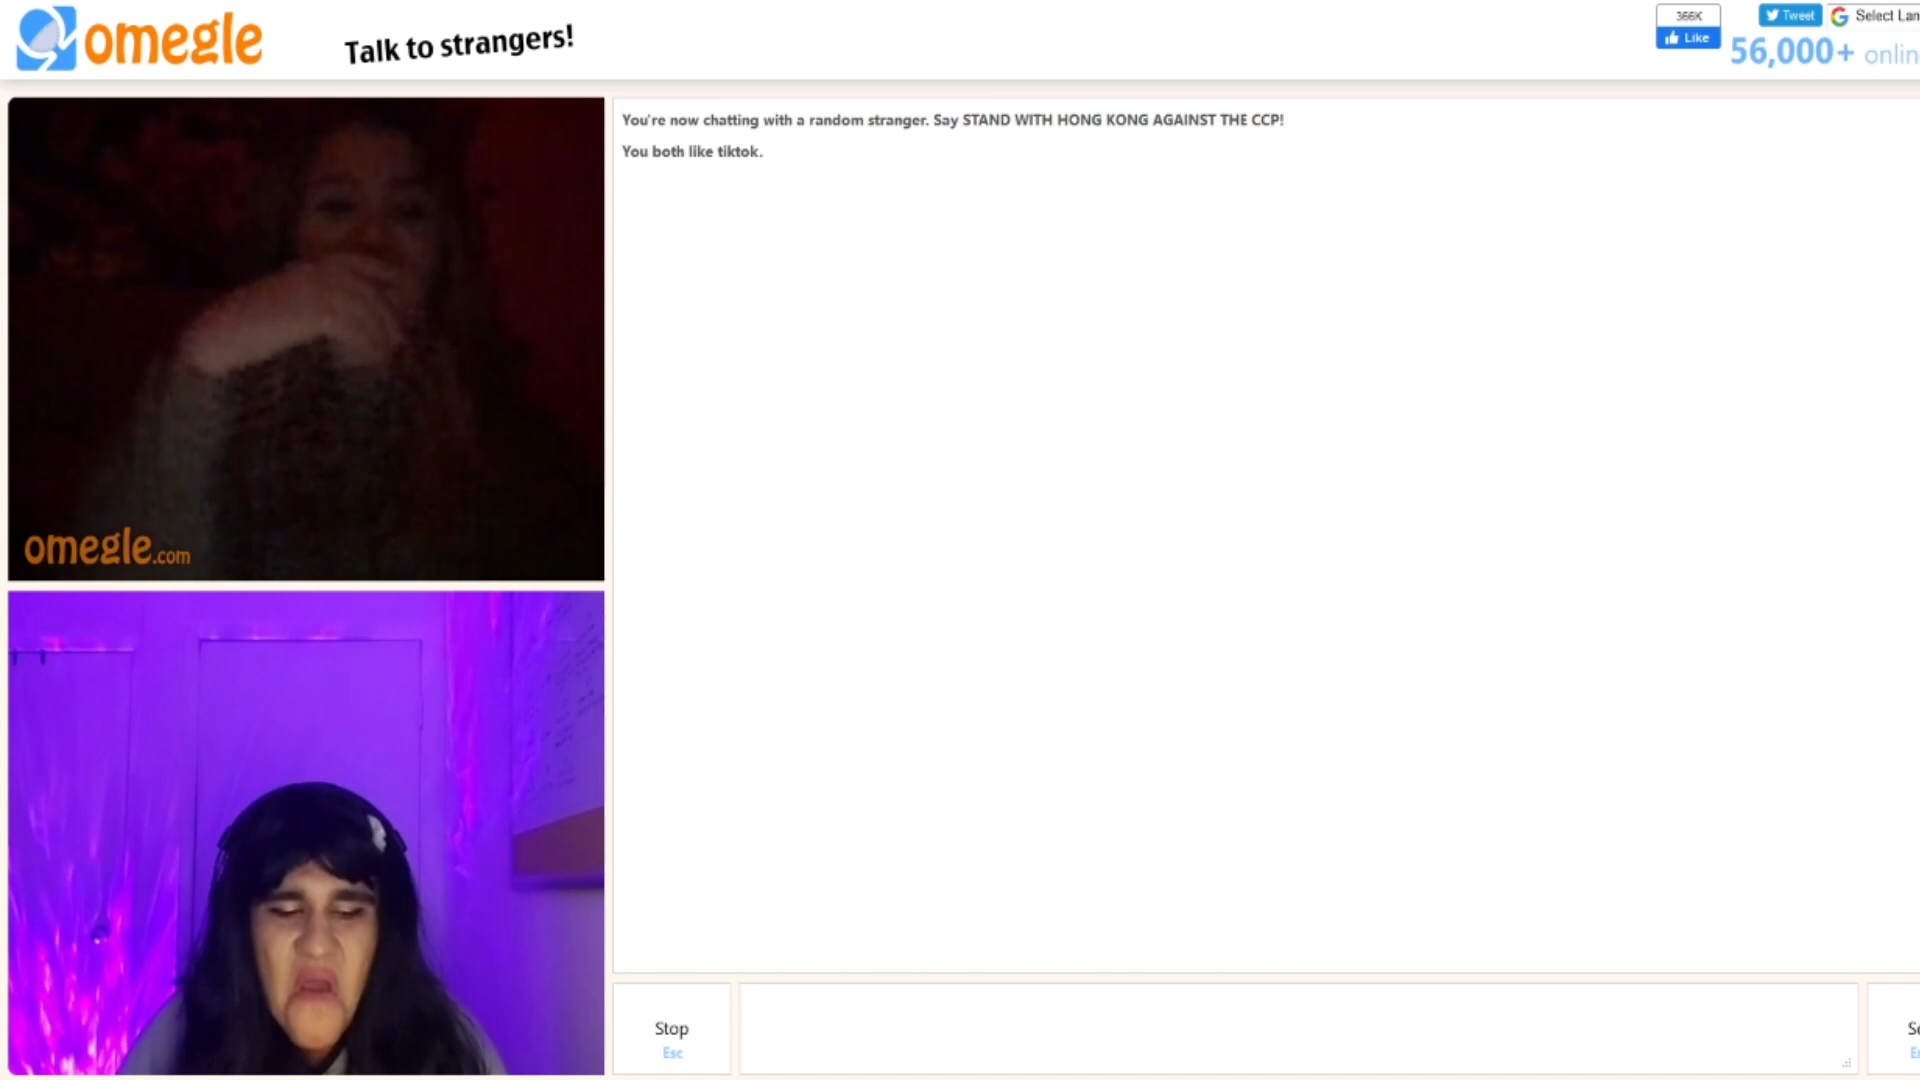 omegle
Talk to strangers!
366K
Like
Tweet
Select Lan
56,000+ onlin
You're now chatting with a random stranger. Say STAND WITH HONG KONG AGAINST THE CCP!
You both like tiktok.
omegle.com
Stop
Esc